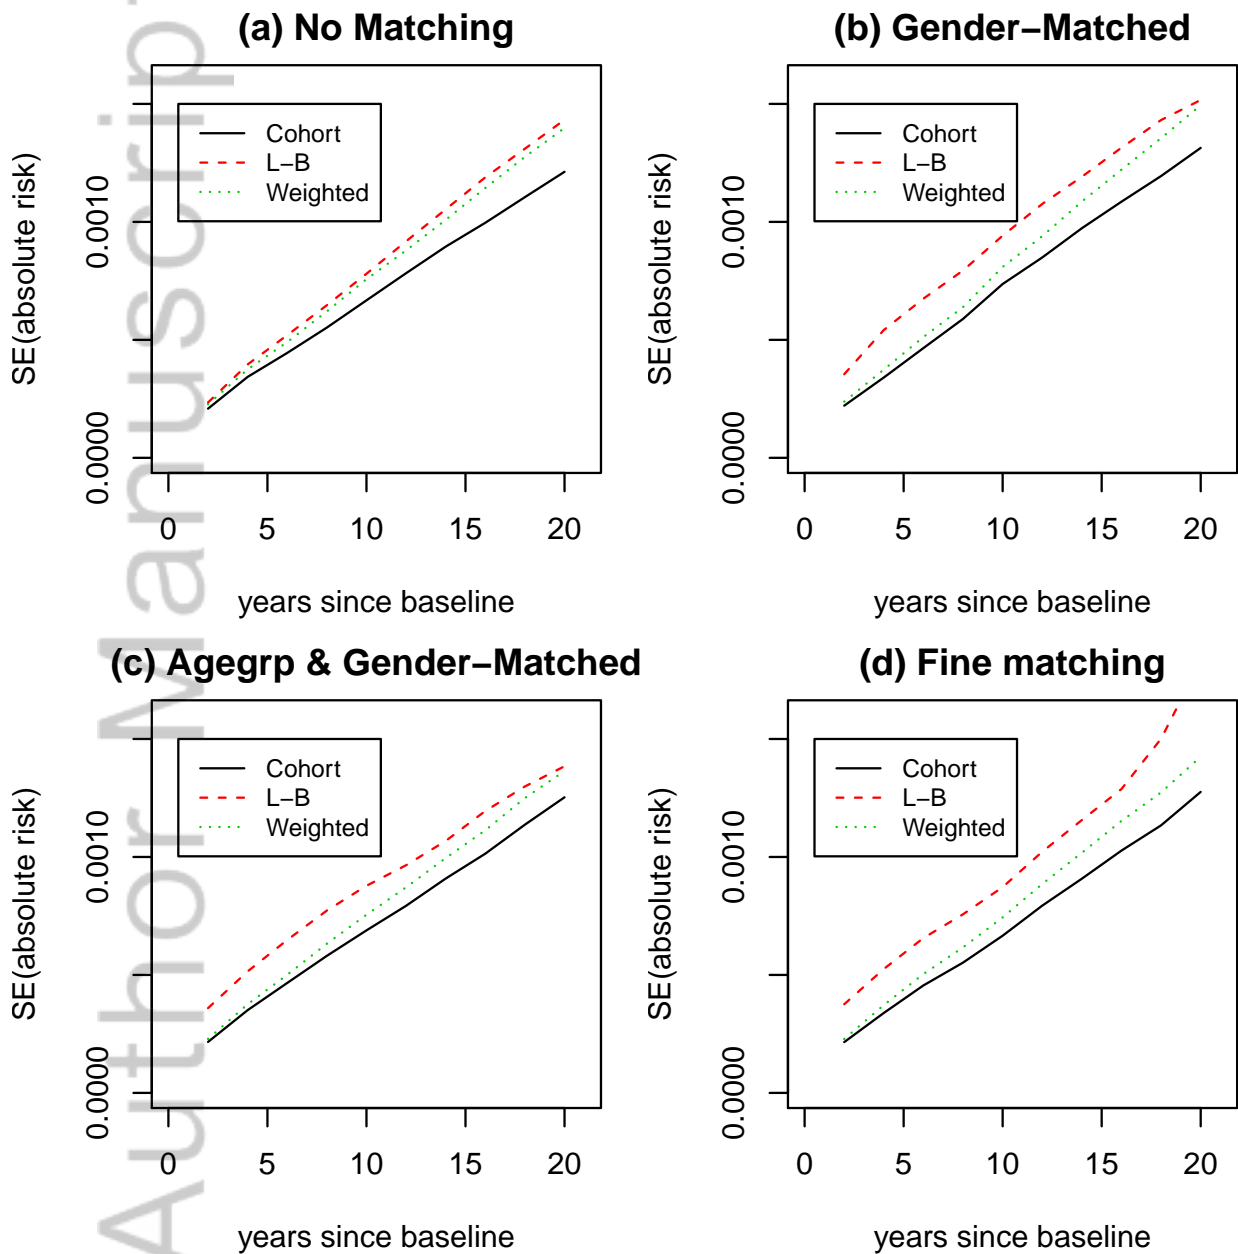 (a) No Matching
SE(absolute risk)
0.0000
0.0010
Cohort
L−B
Weighted
0 5 10 15 20
years since baseline
(b) Gender−Matched
SE(absolute risk)
0.0000
0.0010
Cohort
L−B
Weighted
0 5 10 15 20
years since baseline
(c) Agegrp & Gender−Matched
SE(absolute risk)
0.0000
0.0010
Cohort
L−B
Weighted
0 5 10 15 20
years since baseline
(d) Fine matching
SE(absolute risk)
0.0000
0.0010
Cohort
L−B
Weighted
0 5 10 15 20
years since baseline
Author Manuscript